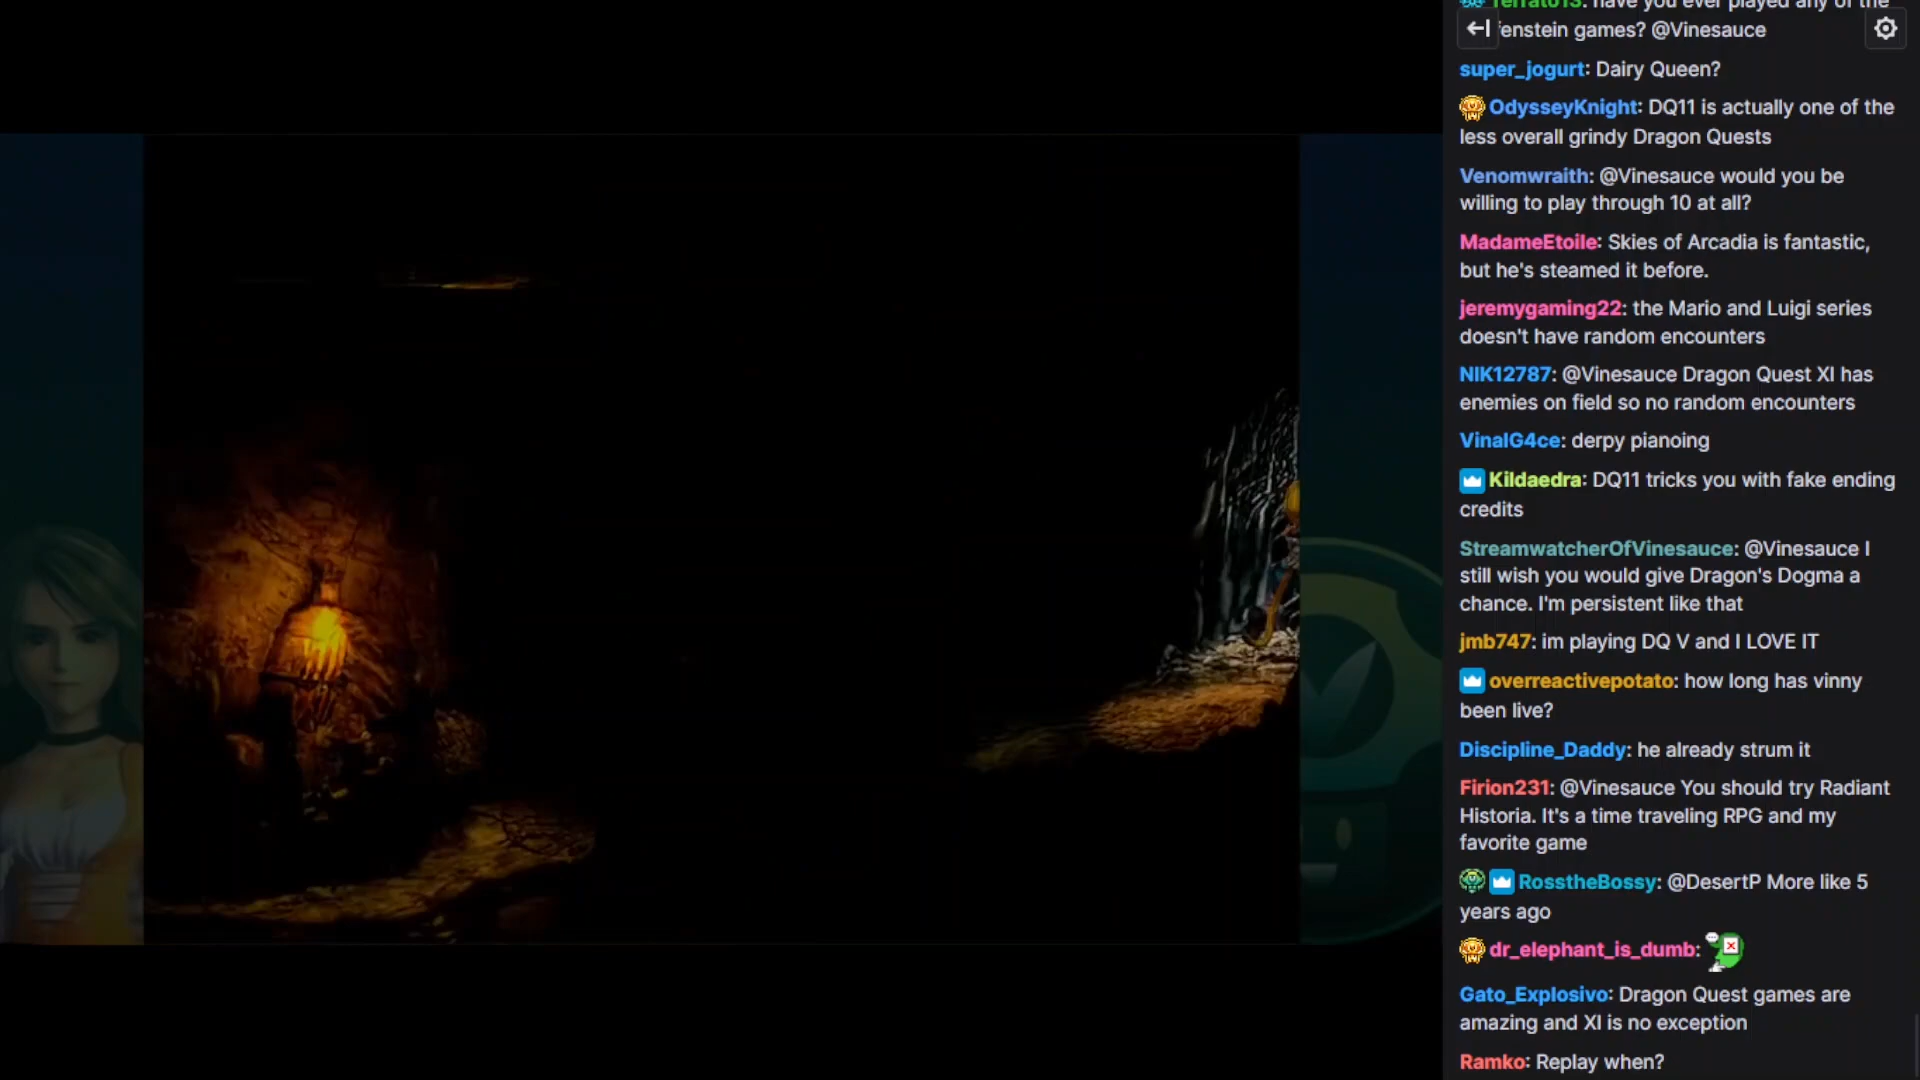 have you ever played any of the
enstein games? @Vinesauce
super_jogurt: Dairy Queen?
OdysseyKnight: DQ11 is actually one of the
less overall grindy Dragon Quests
Venomwraith: @Vinesauce would you be
willing to play through 10 at all?
MadameEtoile: Skies of Arcadia is fantastic,
but he's steamed it before.
jeremygaming22: the Mario and Luigi series
doesn't have random encounters
NIK12787: @Vinesauce Dragon Quest XI has
enemies on field so no random encounters
VinalG4ce: derpy pianoing
Kildaedra: DQ11 tricks you with fake ending
credits
StreamwatcherOfVinesauce: @Vinesauce I
still wish you would give Dragon's Dogma a
chance. I'm persistent like that
jmb747: im playing DQ V and I LOVE IT
overreactivepotato: how long has vinny
been live?
Discipline_Daddy: he already strum it
Firion231: @Vinesauce You should try Radiant
Historia. It's a time traveling RPG and my
favorite game
RosstheBossy: @DesertP More like 5
years ago
dr_elephant_is_dumb:
Gato_Explosivo: Dragon Quest games are
amazing and XI is no exception
Ramko: Replay when?